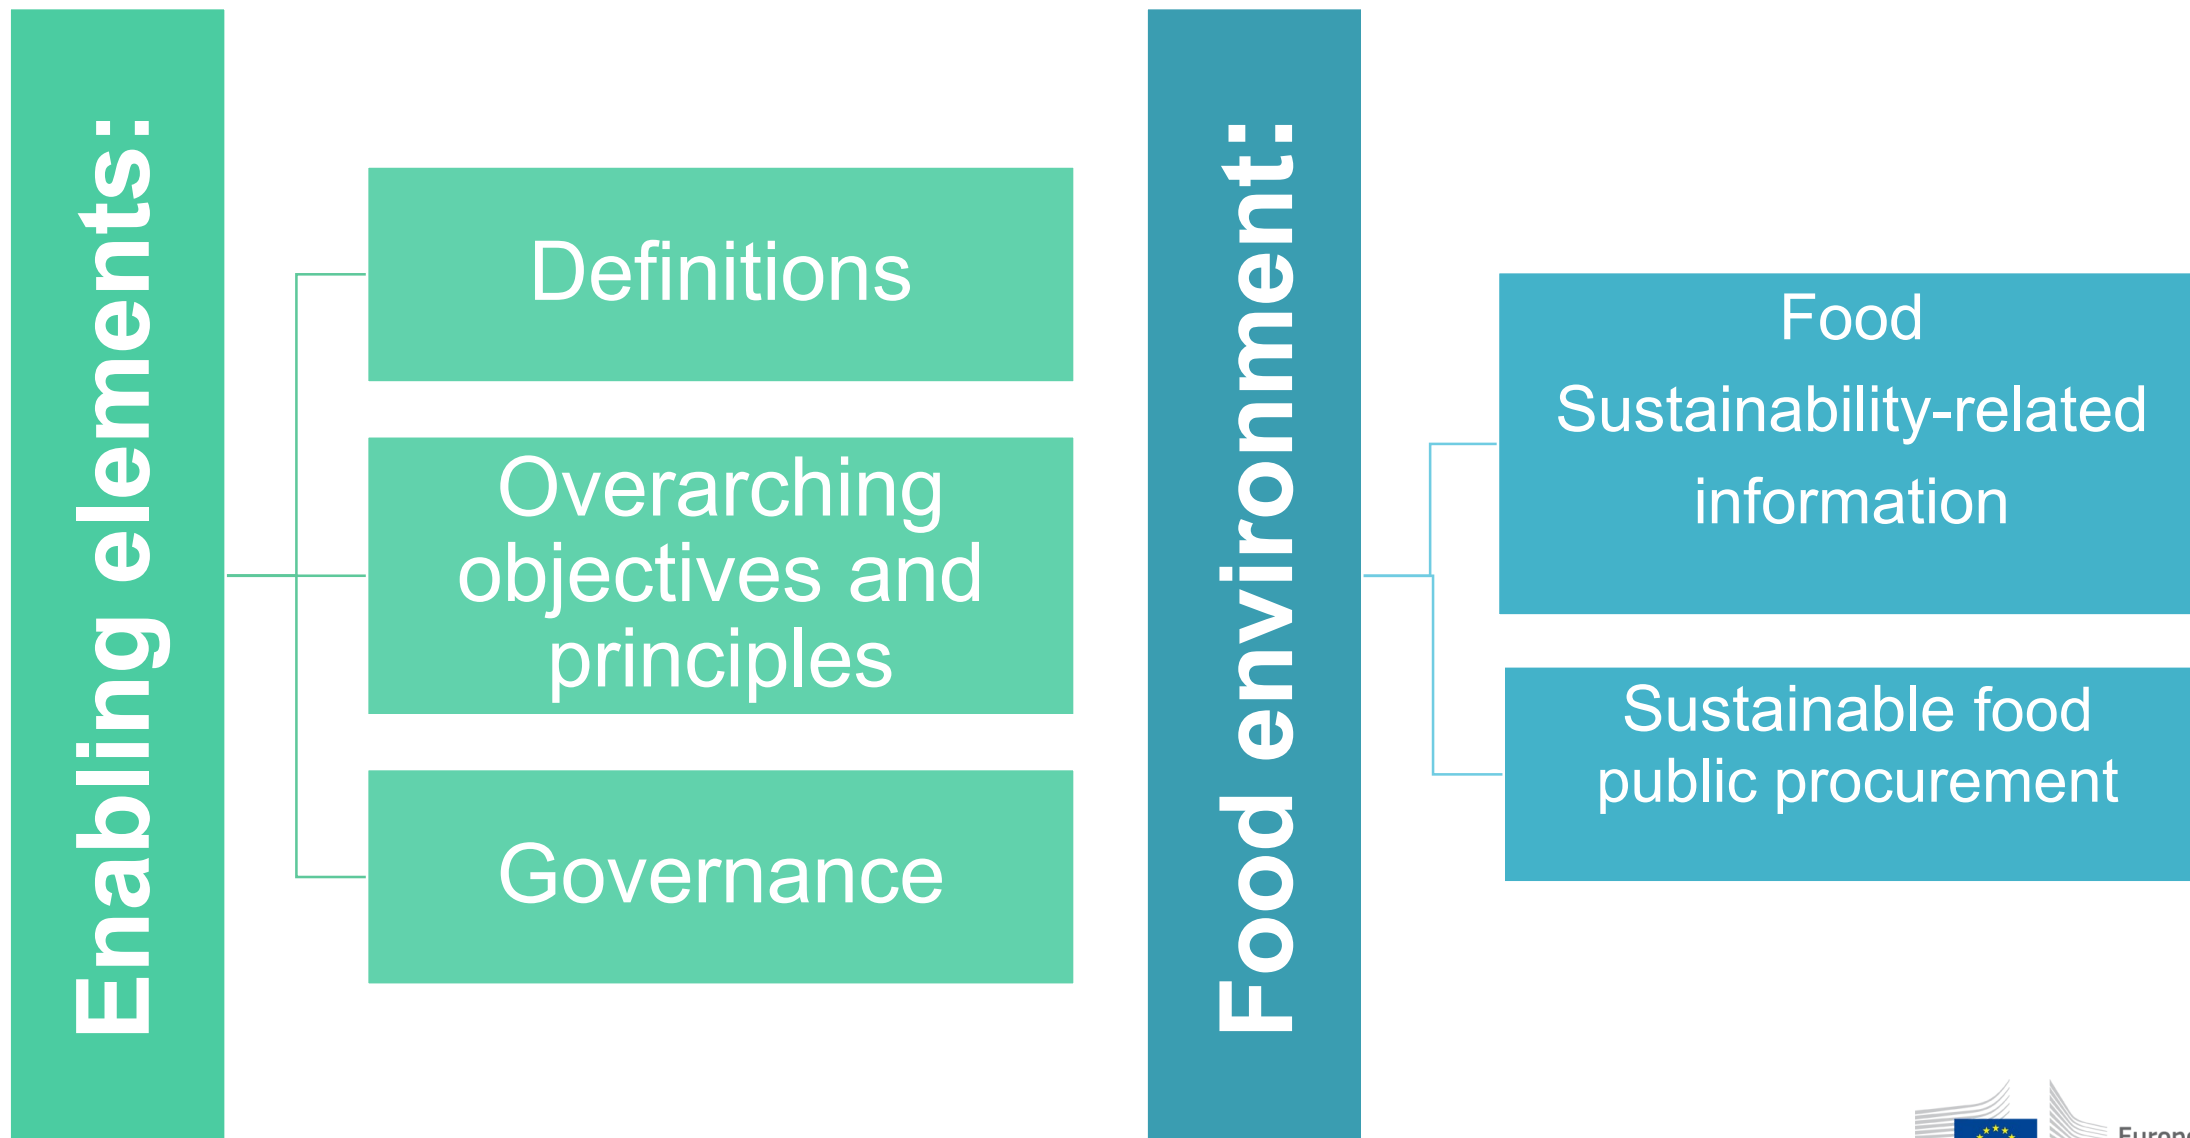 Enabling elements:
Definitions
Overarching
objectives and
principles
Governance
Food environment:
Food
Sustainability-related
information
Sustainable food
public procurement